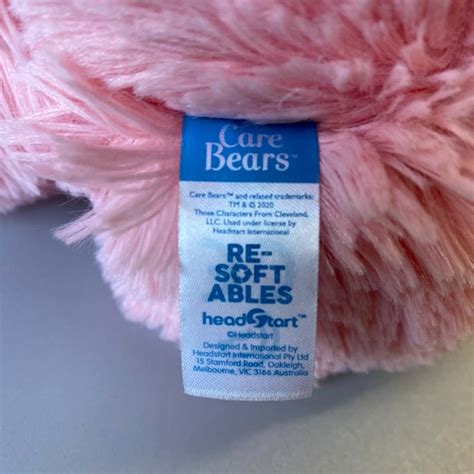 Care
Bears™
Care Bears™ and related trademarks:
TM & © 2020
Those Characters From Cleveland,
LLC. Used under license by
Headstart International
RE-
SOFT
ABLES
headStart™
©Headstart
Designed & Imported by
Headstart International Pty Ltd
15 Stamford Road, Oakleigh,
Melbourne, VIC 3166 Australia